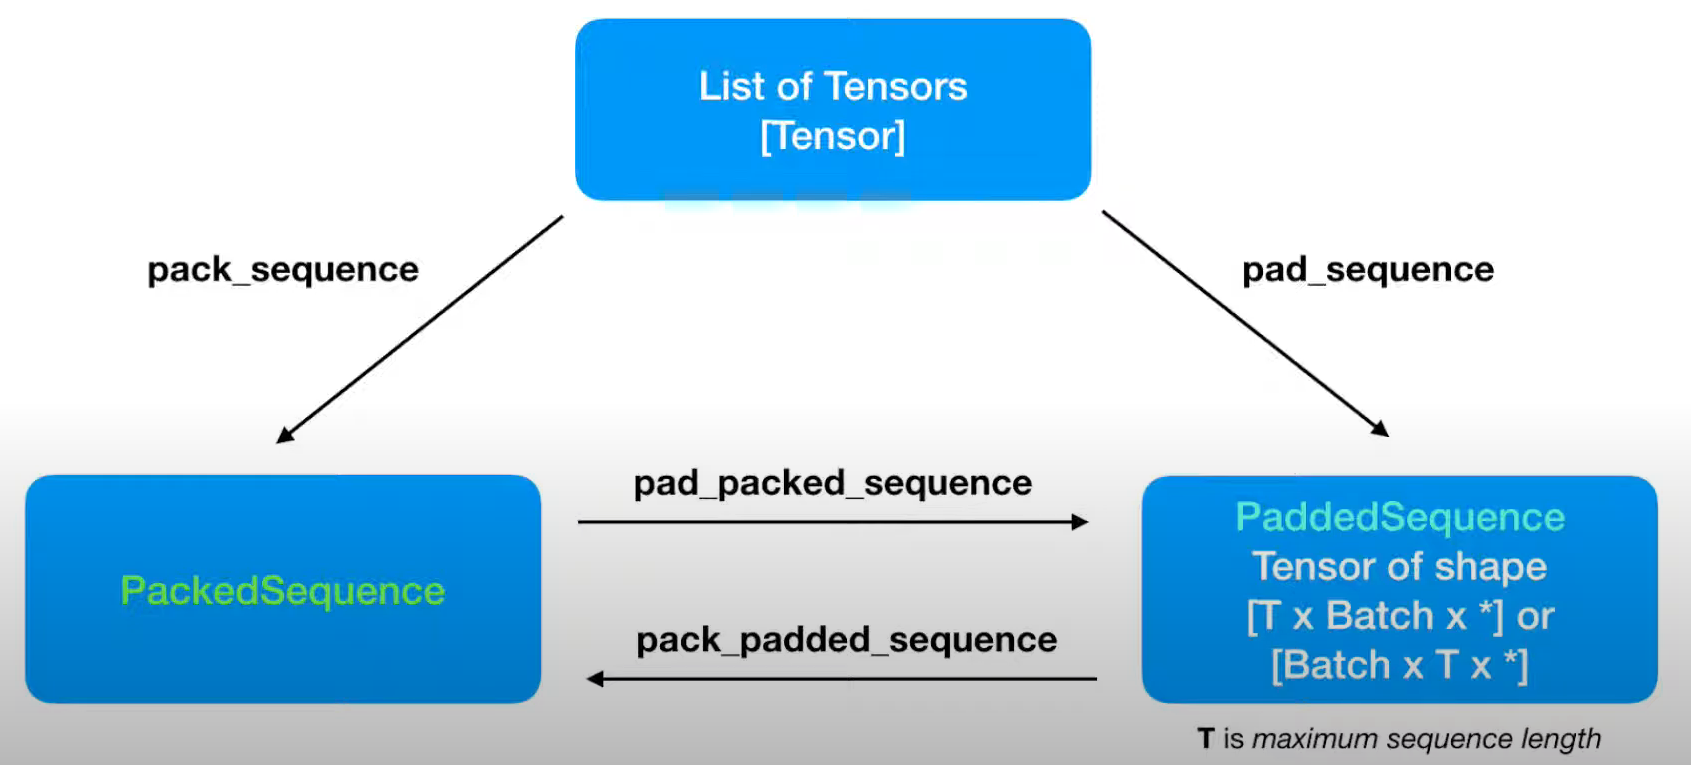 List of Tensors
[Tensor]
pack_sequence
pad_sequence
pad_packed_sequence
PackedSequence
pack_padded_sequence
PaddedSequence
Tensor of shape
[T x Batch x *] or
[Batch x T x *]
T is maximum sequence length